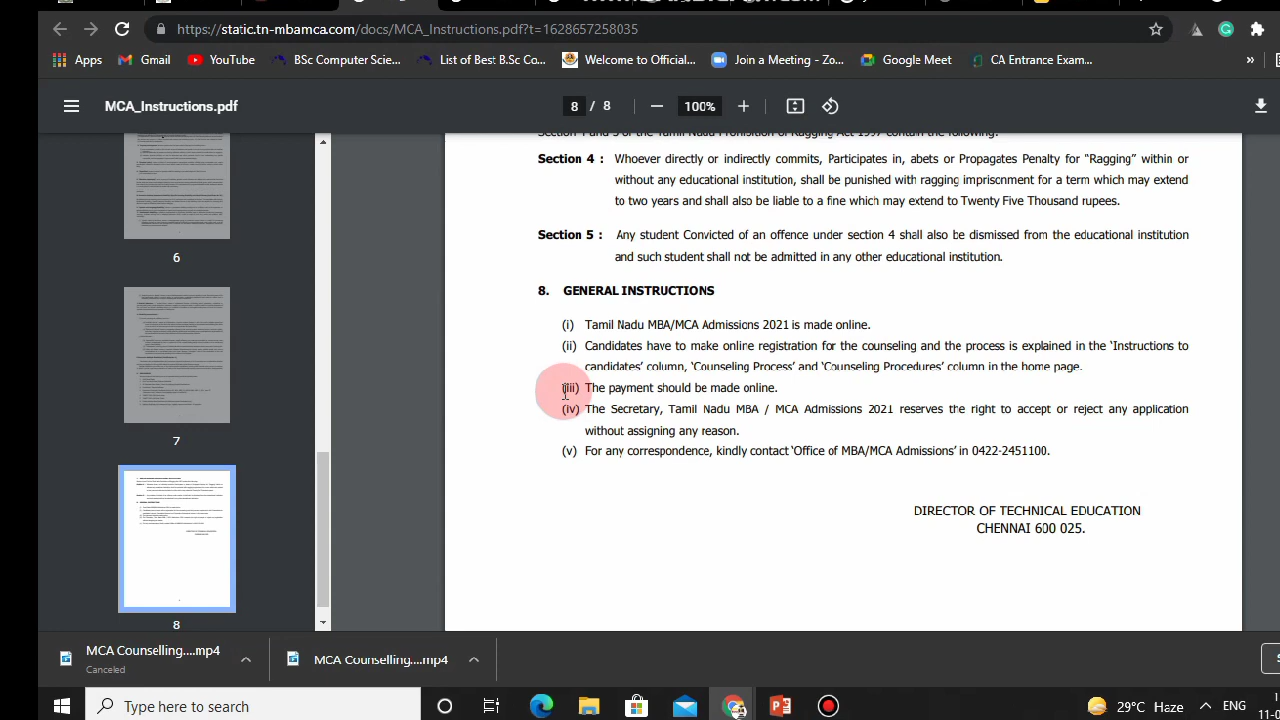 https://static.tn-mbamca.com/docs/MCA_Instructions.pdf?t=1628657258035
Apps Gmail YouTube BSc Computer Scie... List of Best B.Sc Co... Welcome to Official... Join a Meeting - Zo... Google Meet CA Entrance Exam... »
MCA_Instructions.pdf 8 / 8 100%
Section 4 : Whoever directly or indirectly commits, Participates in, abets or Propagates Penalty for “Ragging” within or
without any educational institution, shall be punished with ragging imprisonment for a term which may extend
to two years and shall also be liable to a fine which may extend to Twenty Five Thousand rupees.
Section 5 : Any student Convicted of an offence under section 4 shall also be dismissed from the educational institution
and such student shall not be admitted in any other educational institution.
8. GENERAL INSTRUCTIONS
(i) Tamil Nadu MBA/MCA Admissions 2021 is made online.
(ii) Candidates have to make online registration for the counseling and the process is explained in the ‘Instructions to
candidates’ column, ‘Counseling Process’ and ‘Counseling Procedures’ column in the home page.
(iii) The payment should be made online.
(iv) The Secretary, Tamil Nadu MBA / MCA Admissions 2021 reserves the right to accept or reject any application
without assigning any reason.
(v) For any correspondence, kindly contact ‘Office of MBA/MCA Admissions’ in 0422-2451100.
DIRECTOR OF TECHNICAL EDUCATION
CHENNAI 600 025.
6
7
8
MCA Counselling....mp4
Canceled
MCA Counselling....mp4
Type here to search
29°C Haze
ENG